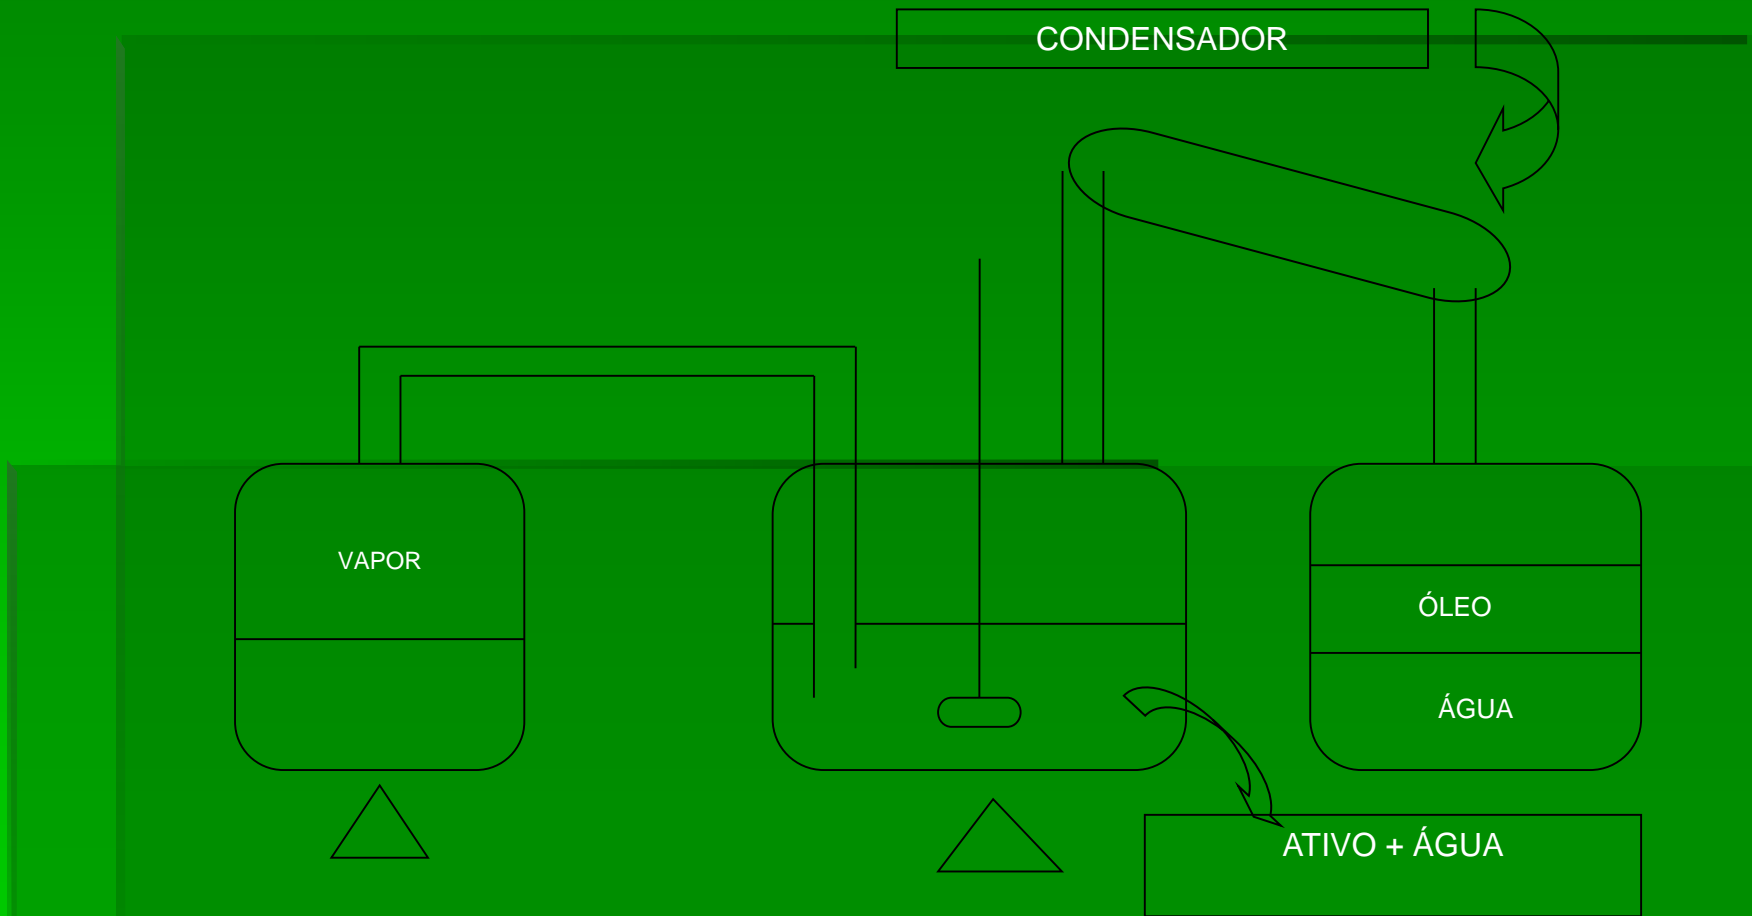 CONDENSADOR
VAPOR
ÓLEO
ÁGUA
ATIVO + ÁGUA